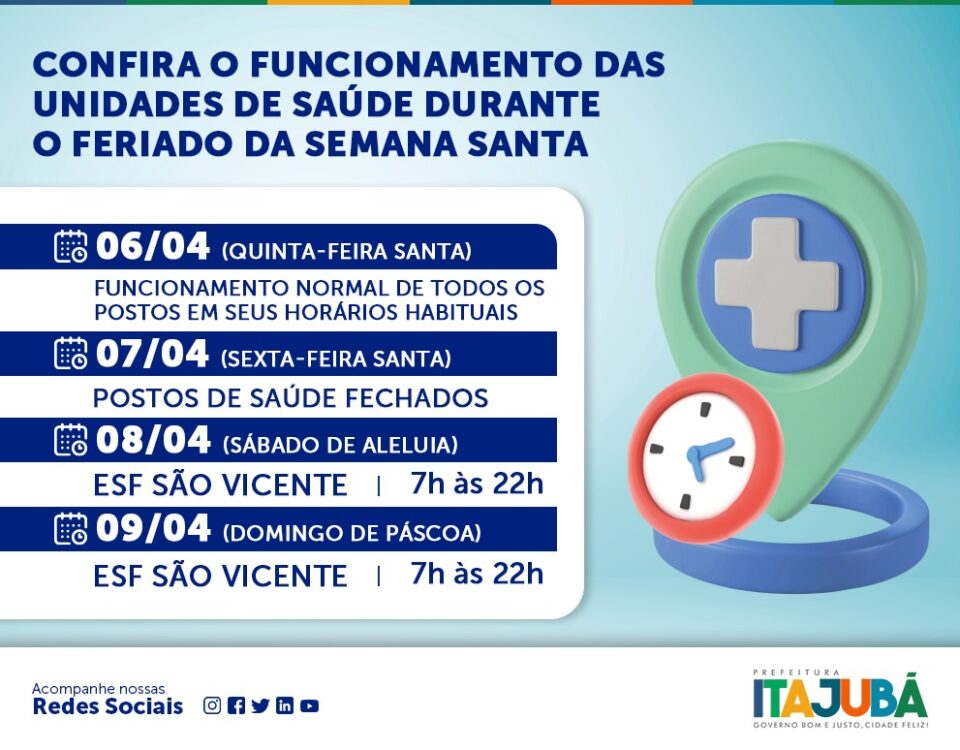 CONFIRA O FUNCIONAMENTO DAS
UNIDADES DE SAÚDE DURANTE
O FERIADO DA SEMANA SANTA
06/04 (QUINTA-FEIRA SANTA)
FUNCIONAMENTO NORMAL DE TODOS OS
POSTOS EM SEUS HORÁRIOS HABITUAIS
07/04 (SEXTA-FEIRA SANTA)
POSTOS DE SAÚDE FECHADOS
08/04 (SÁBADO DE ALELUIA)
ESF SÃO VICENTE | 7h às 22h
09/04 (DOMINGO DE PÁSCOA)
ESF SÃO VICENTE | 7h às 22h
Acompanhe nossas
Redes Sociais
PREFEITURA
ITAJUBÁ
GOVERNO BOM E JUSTO, CIDADE FELIZ!